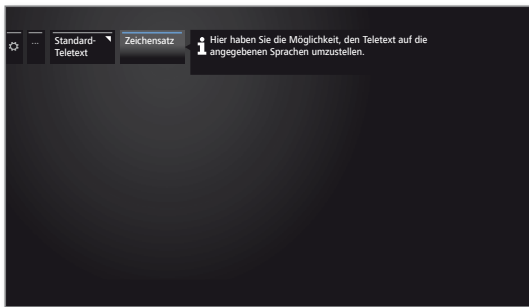 ...
Standard-
Teletext
Zeichensatz
Hier haben Sie die Möglichkeit, den Teletext auf die
angegebenen Sprachen umzustellen.